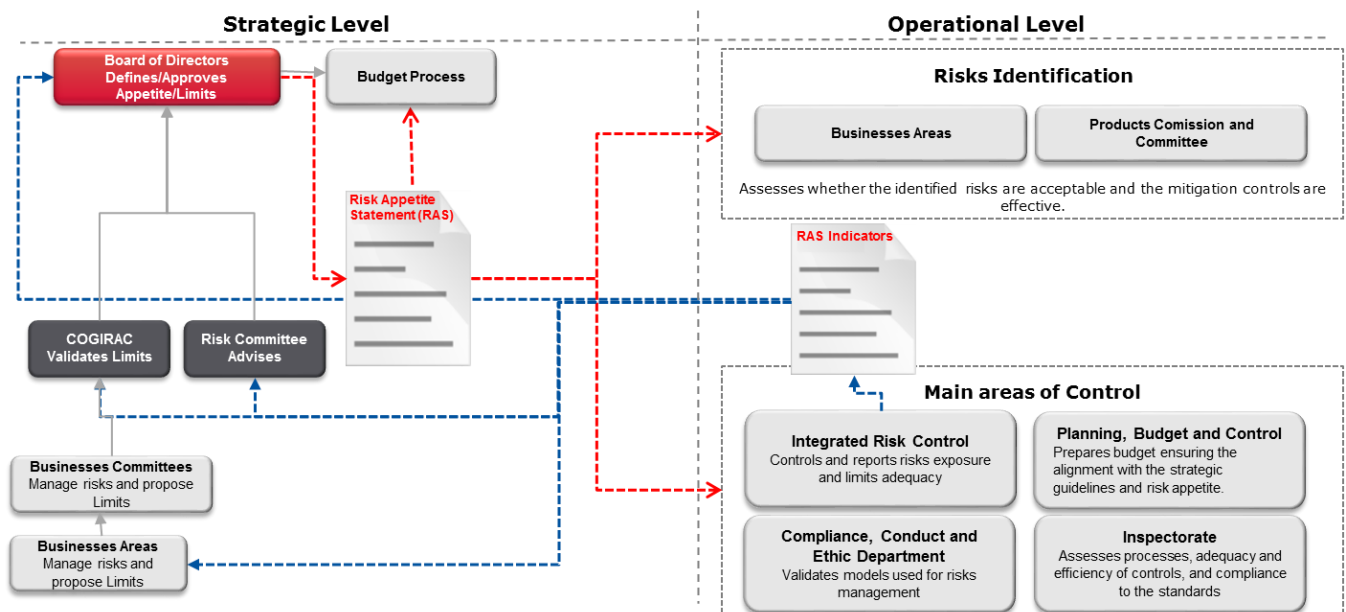 Strategic Level
Operational Level
Board of Directors
Defines/Approves
Appetite/Limits
Budget Process
Risk Appetite
Statement (RAS)
COGIRAC
Validates Limits
Risk Committee
Advises
Businesses Committees
Manage risks and propose
Limits
Businesses Areas
Manage risks and
propose Limits
Risks Identification
Businesses Areas
Products Comission and
Committee
Assesses whether the identified risks are acceptable and the mitigation controls are
effective.
RAS Indicators
Main areas of Control
Integrated Risk Control
Controls and reports risks exposure
and limits adequacy
Planning, Budget and Control
Prepares budget ensuring the
alignment with the strategic
guidelines and risk appetite.
Compliance, Conduct and
Ethic Department
Validates models used for risks
management
Inspectorate
Assesses processes, adequacy and
efficiency of controls, and compliance
to the standards